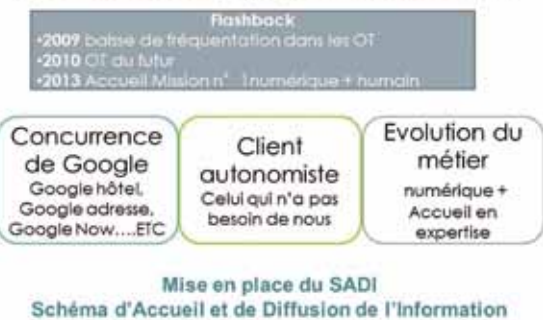 Flashback
•2009 baisse de fréquentation dans les OT
•2010 OT du futur
•2013 Accueil Mission n° 1numérique + humain
Concurrence
de Google
Google hôtel,
Google adresse,
Google Now....ETC
Client
autonomiste
Celui qui n'a pas
besoin de nous
Evolution du
métier
numérique +
Accueil en
expertise
Mise en place du SADI
Schéma d'Accueil et de Diffusion de l'Information